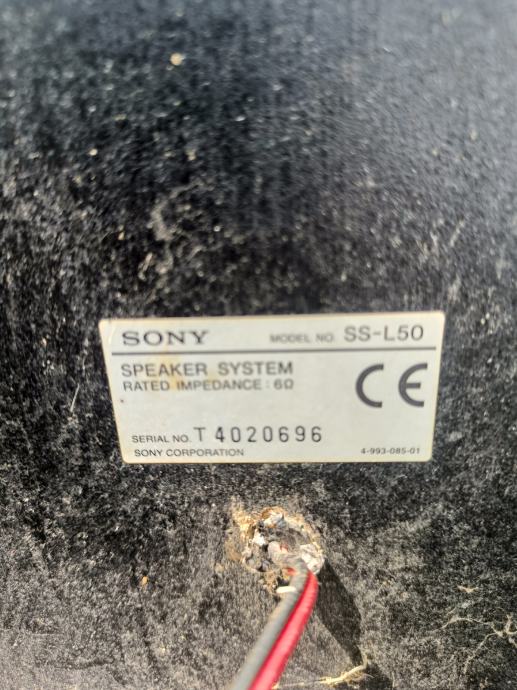 SONY MODEL NO. SS-L50
SPEAKER SYSTEM
RATED IMPEDANCE : 6Ω
CE
SERIAL NO. T 4020696
SONY CORPORATION 4-993-085-01